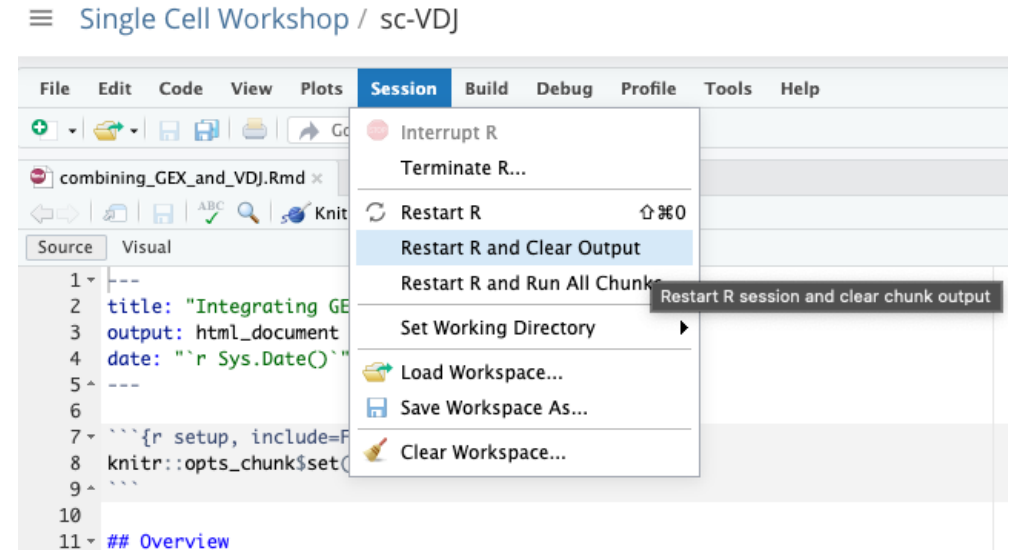 Single Cell Workshop / sc-VDJ
File Edit Code View Plots Session Build Debug Profile Tools Help
Interrupt R
Terminate R...
combining_GEX_and_VDJ.Rmd
ABC Knit
Restart R ⇧⌘0
Source Visual
Restart R and Clear Output
1 ---
Restart R and Run All
Restart R session and clear chunk output
2 title: "Integrating GE
3 output: html_document
Set Working Directory
4 date: "`r Sys.Date()`"
5 ---
Load Workspace...
6
Save Workspace As...
7 ```{r setup, include=F
8 knitr::opts_chunk$set(
Clear Workspace...
9 ```
10
11 ## Overview